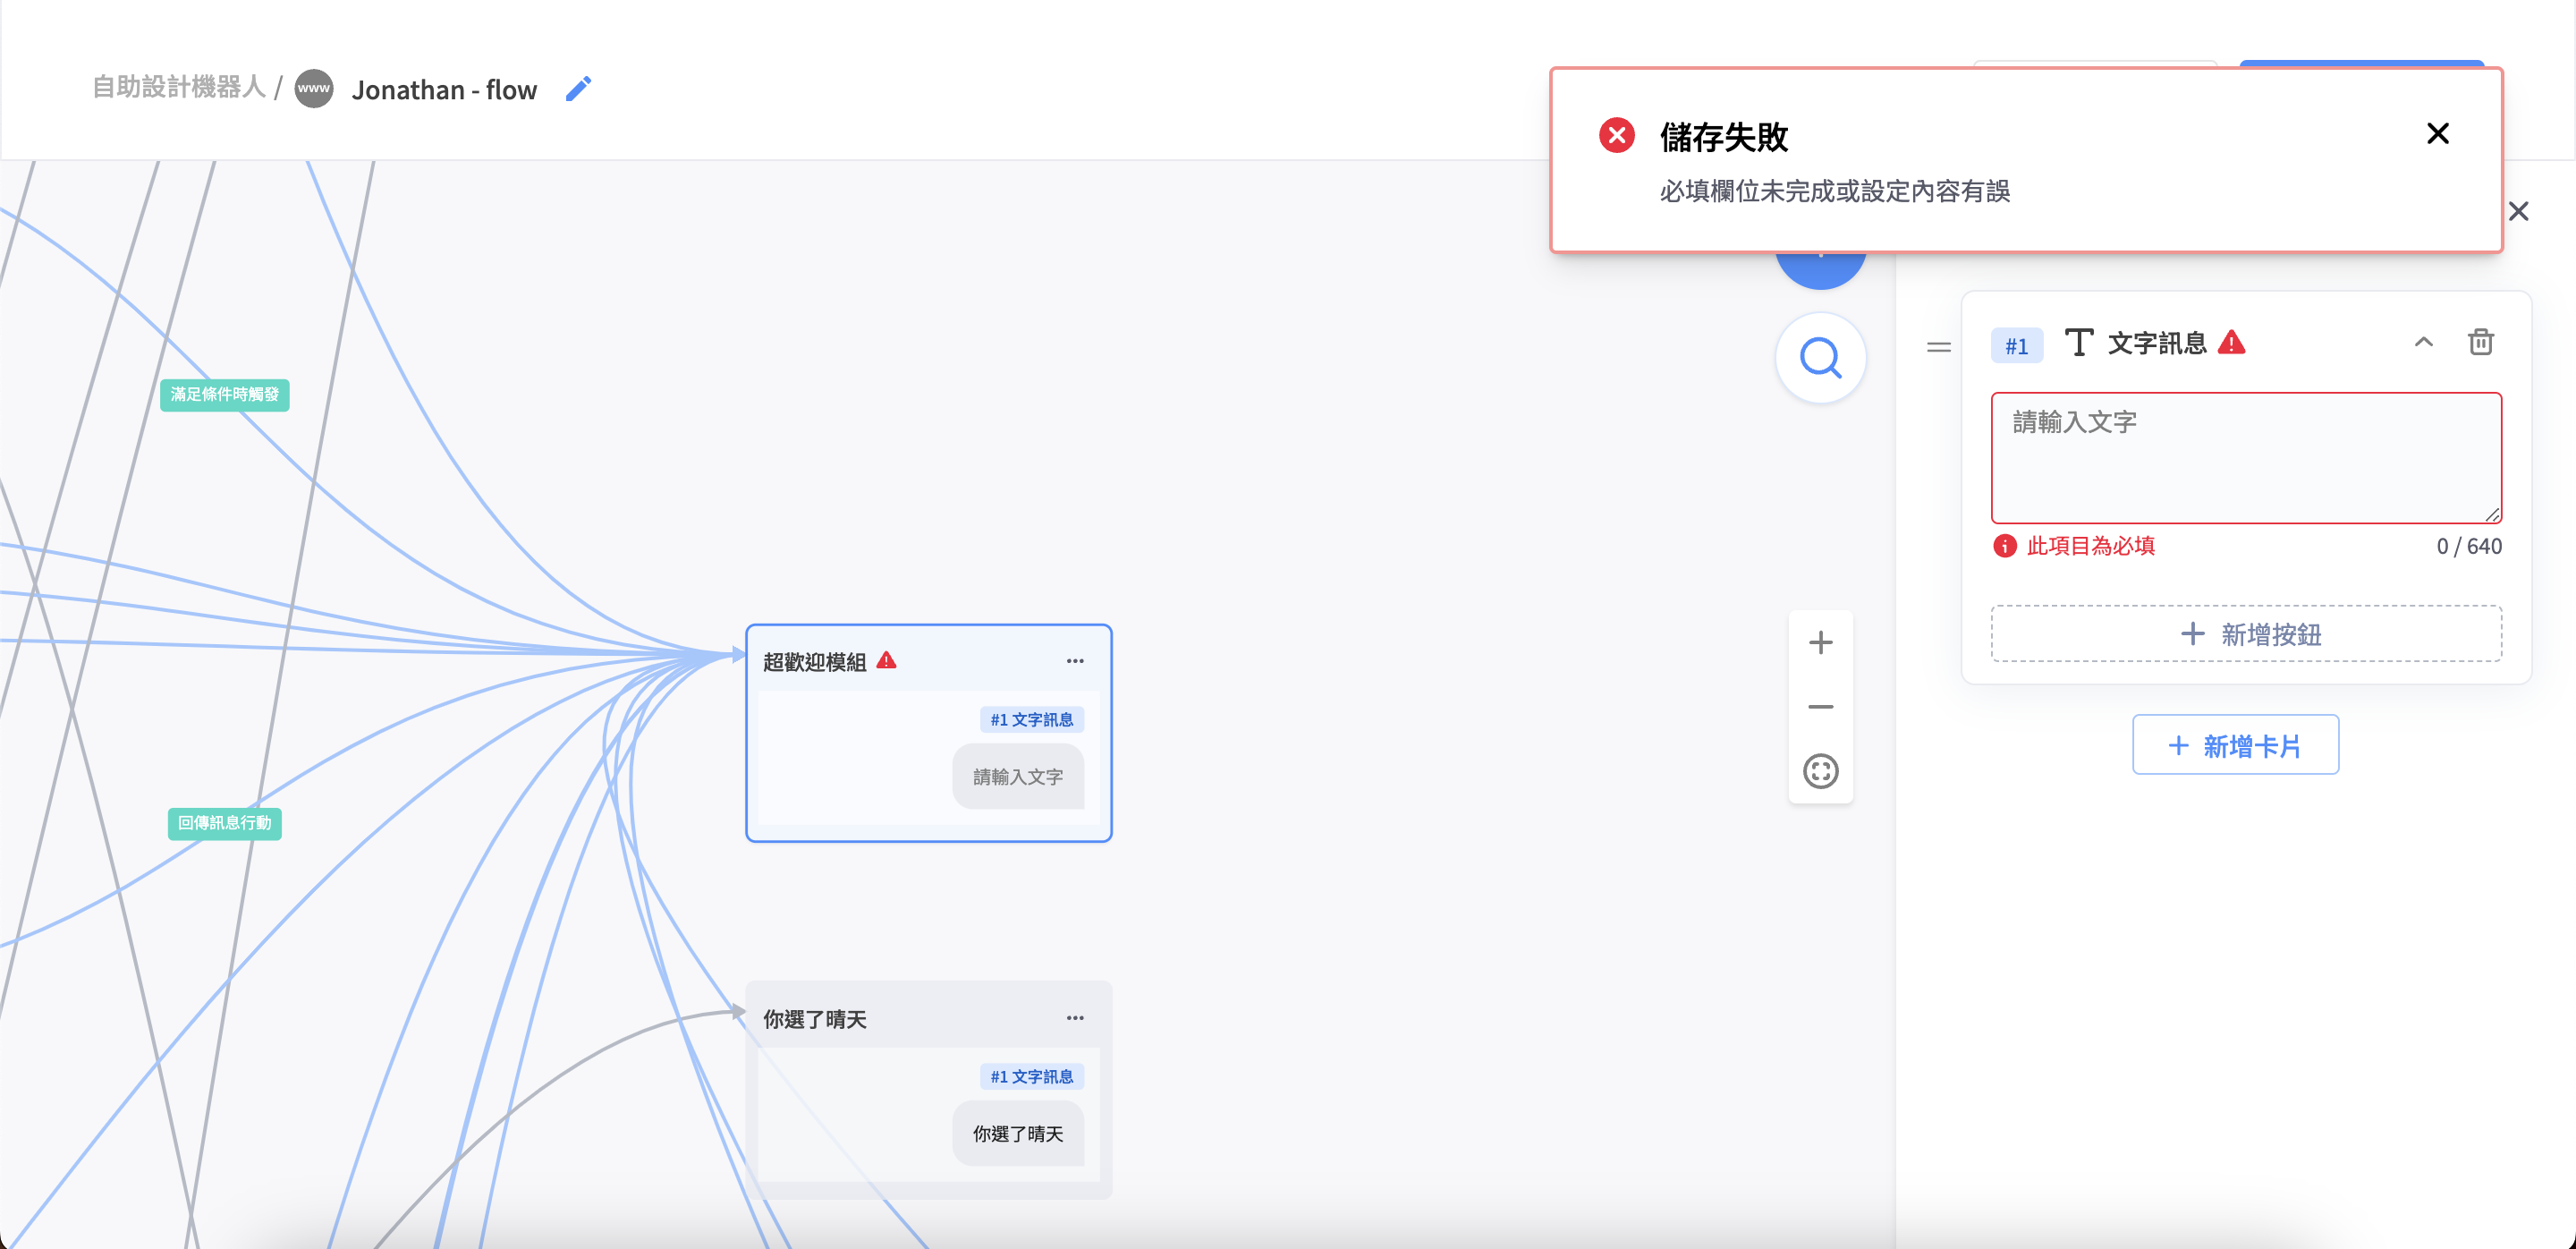 自助設計機器人 / www Jonathan - flow
儲存失敗
必填欄位未完成或設定內容有誤
滿足條件時觸發
回傳訊息行動
超歡迎模組
#1 文字訊息
請輸入文字
你選了晴天
#1 文字訊息
你選了晴天
#1 文字訊息
請輸入文字
此項目為必填 0 / 640
新增按鈕
新增卡片